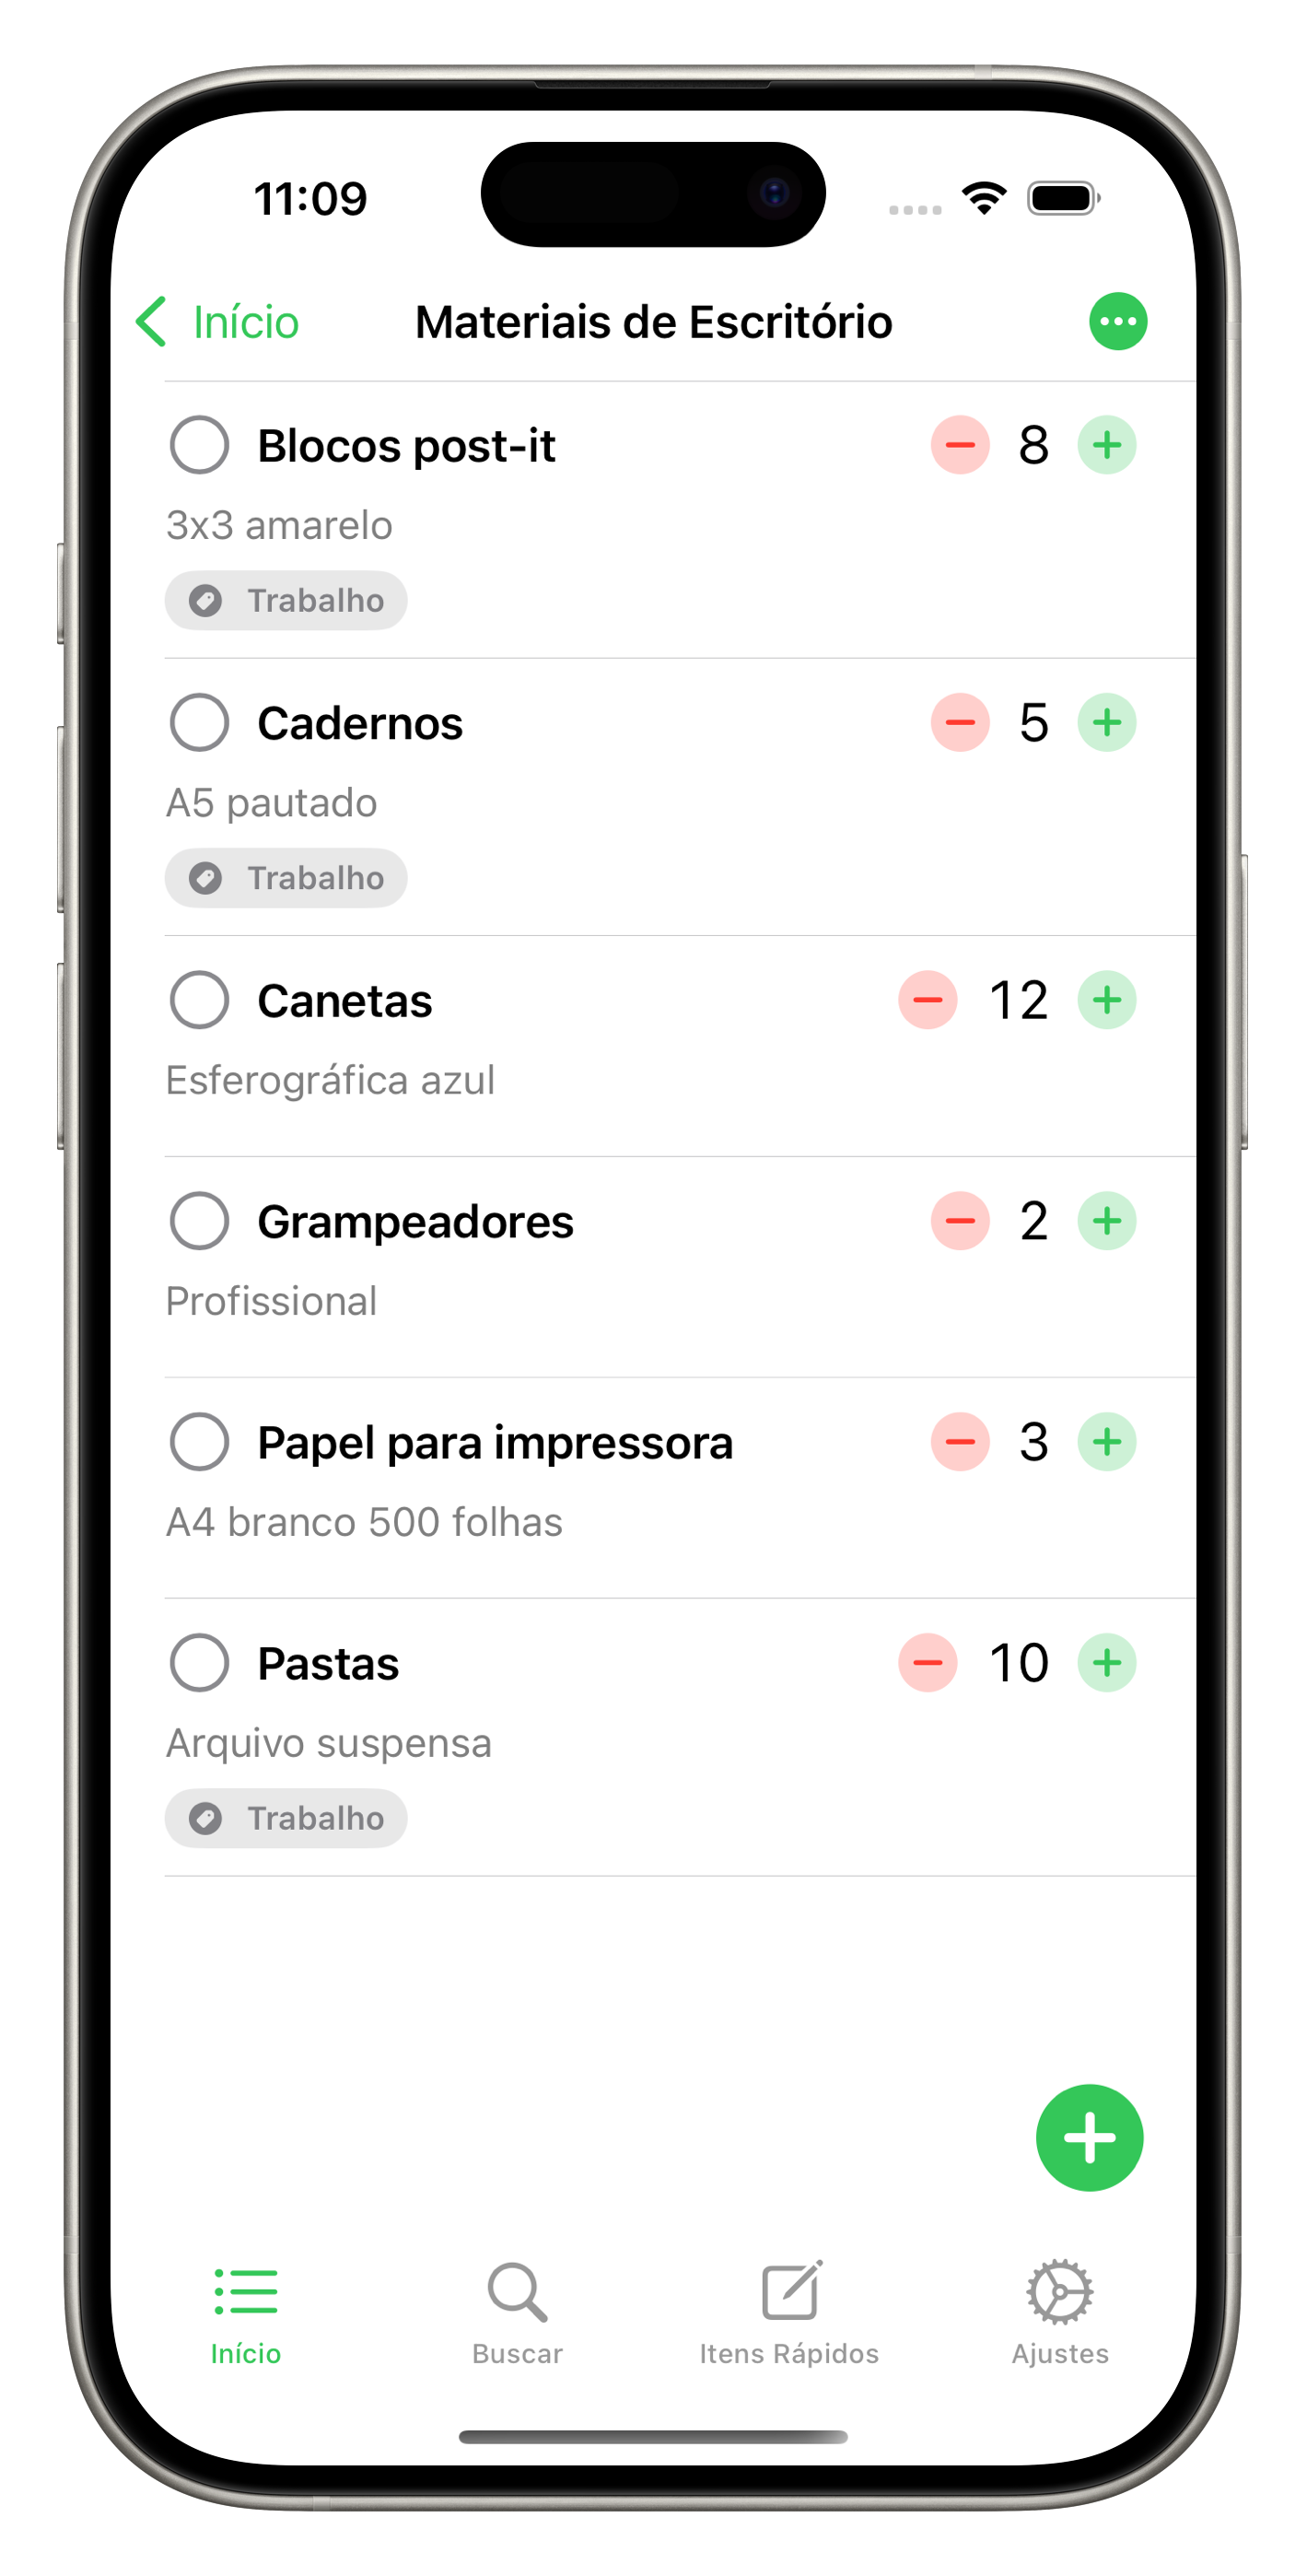 11:09
Início
Materiais de Escritório
Blocos post-it
8
3x3 amarelo
Trabalho
Cadernos
5
A5 pautado
Trabalho
Canetas
12
Esferográfica azul
Grampeadores
2
Profissional
Papel para impressora
3
A4 branco 500 folhas
Pastas
10
Arquivo suspensa
Trabalho
Início
Buscar
Itens Rápidos
Ajustes